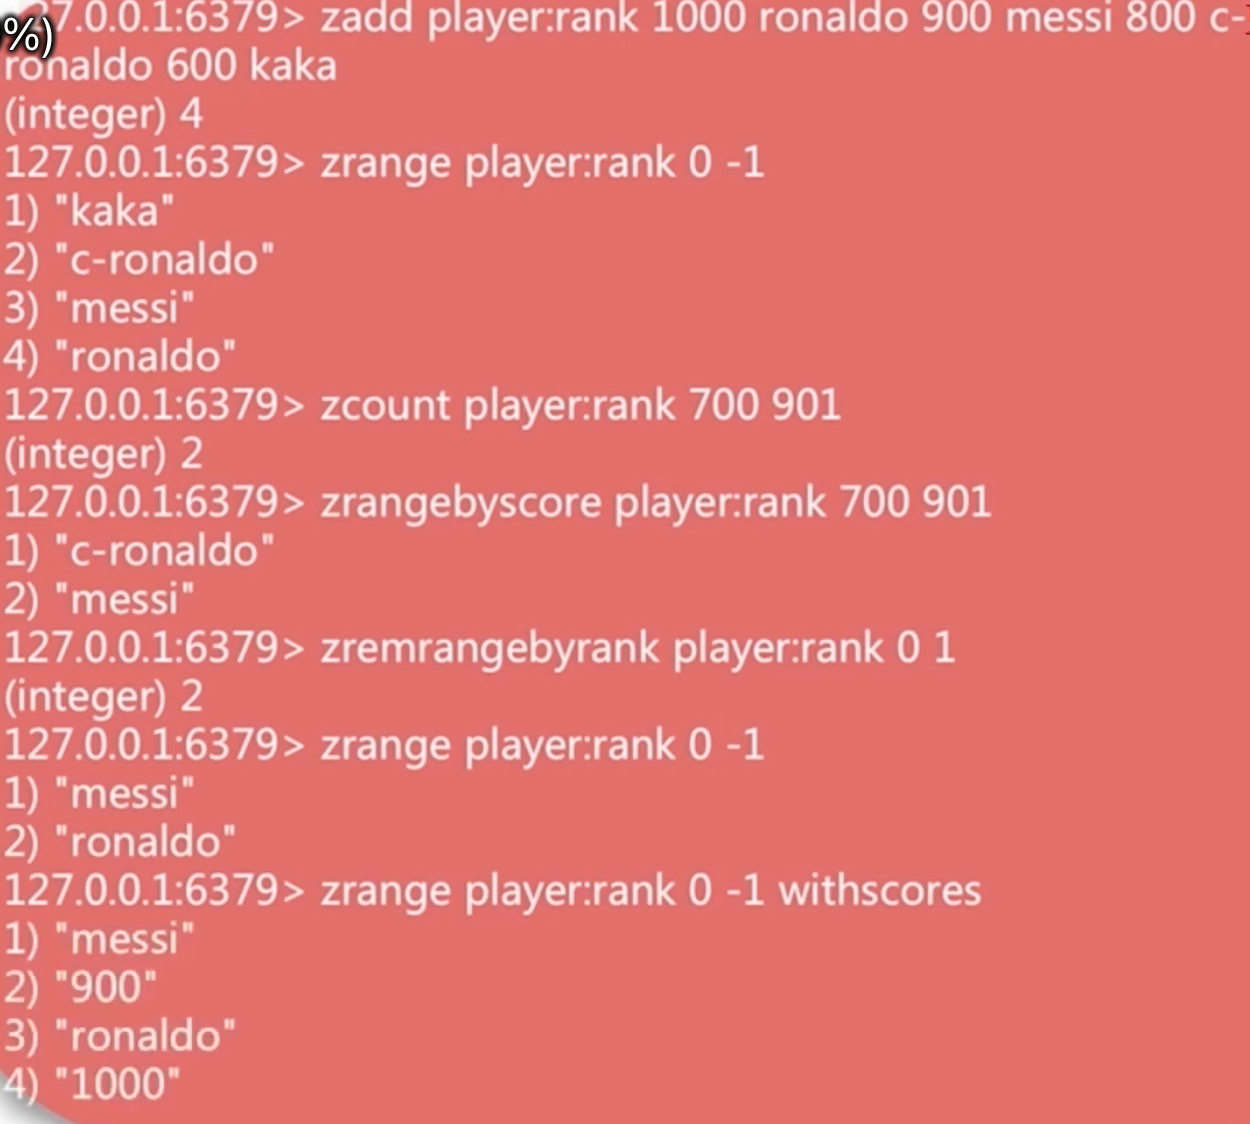 %)
27.0.0.1:6379> zadd player:rank 1000 ronaldo 900 messi 800 c-
ronaldo 600 kaka
(integer) 4
127.0.0.1:6379> zrange player:rank 0 -1
1) "kaka"
2) "c-ronaldo"
3) "messi"
4) "ronaldo"
127.0.0.1:6379> zcount player:rank 700 901
(integer) 2
127.0.0.1:6379> zrangebyscore player:rank 700 901
1) "c-ronaldo"
2) "messi"
127.0.0.1:6379> zremrangebyrank player:rank 0 1
(integer) 2
127.0.0.1:6379> zrange player:rank 0 -1
1) "messi"
2) "ronaldo"
127.0.0.1:6379> zrange player:rank 0 -1 withscores
1) "messi"
2) "900"
3) "ronaldo"
4) "1000"